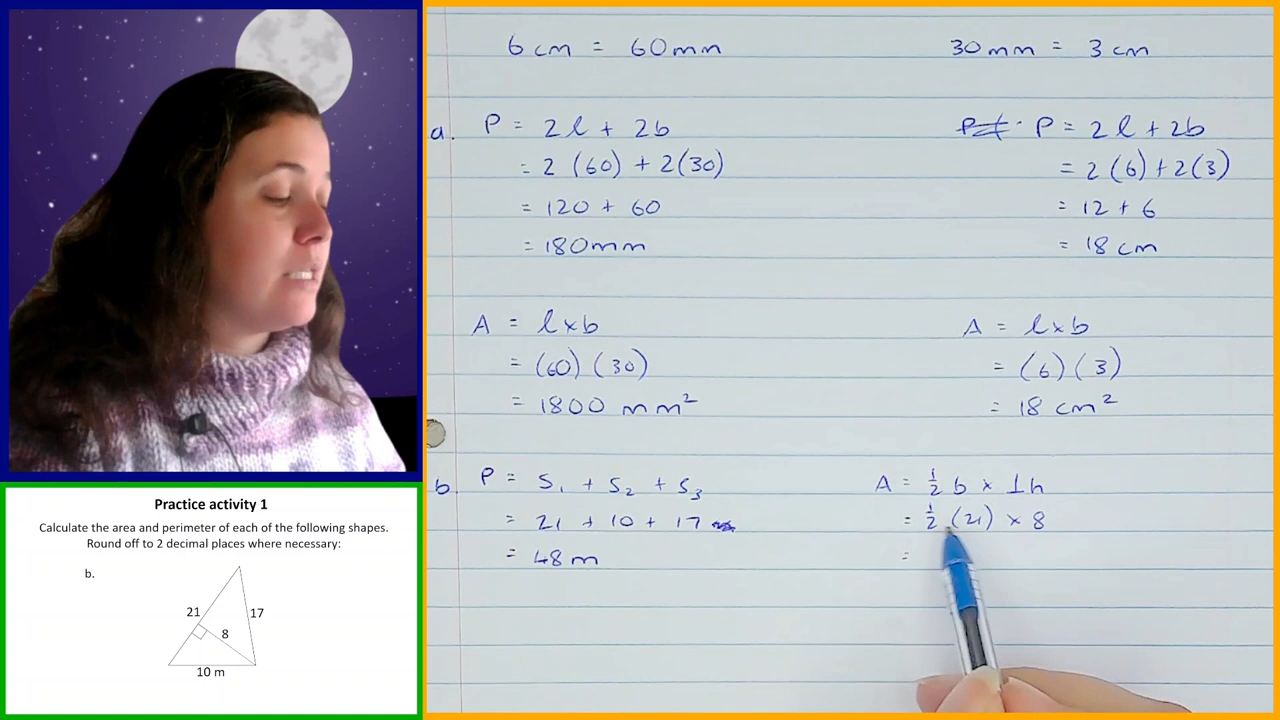 6 cm = 60 mm
30 mm = 3 cm
a. P = 2l + 2b
= 2 (60) + 2(30)
= 120 + 60
= 180 mm
P = 2l + 2b
= 2 (6) + 2 (3)
= 12 + 6
= 18 cm
A = l x b
= (60) (30)
= 1800 mm²
A = l x b
= (6) (3)
= 18 cm²
b. P = S₁ + S₂ + S₃
= 21 + 10 + 17
= 48 m
A = ½ b × ⊥h
= ½ (21) × 8
=
Practice activity 1
Calculate the area and perimeter of each of the following shapes.
Round off to 2 decimal places where necessary:
b.
21
17
8
10 m